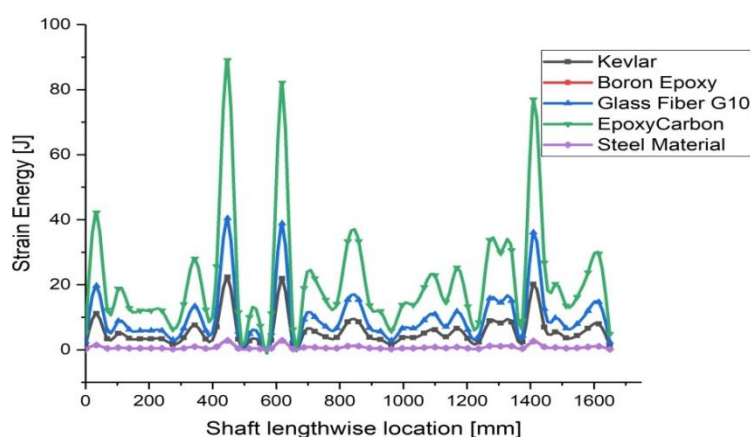 100
80
60
40
20
0
Strain Energy [J]
Kevlar
Boron Epoxy
Glass Fiber G10
EpoxyCarbon
Steel Material
0 200 400 600 800 1000 1200 1400 1600
Shaft lengthwise location [mm]